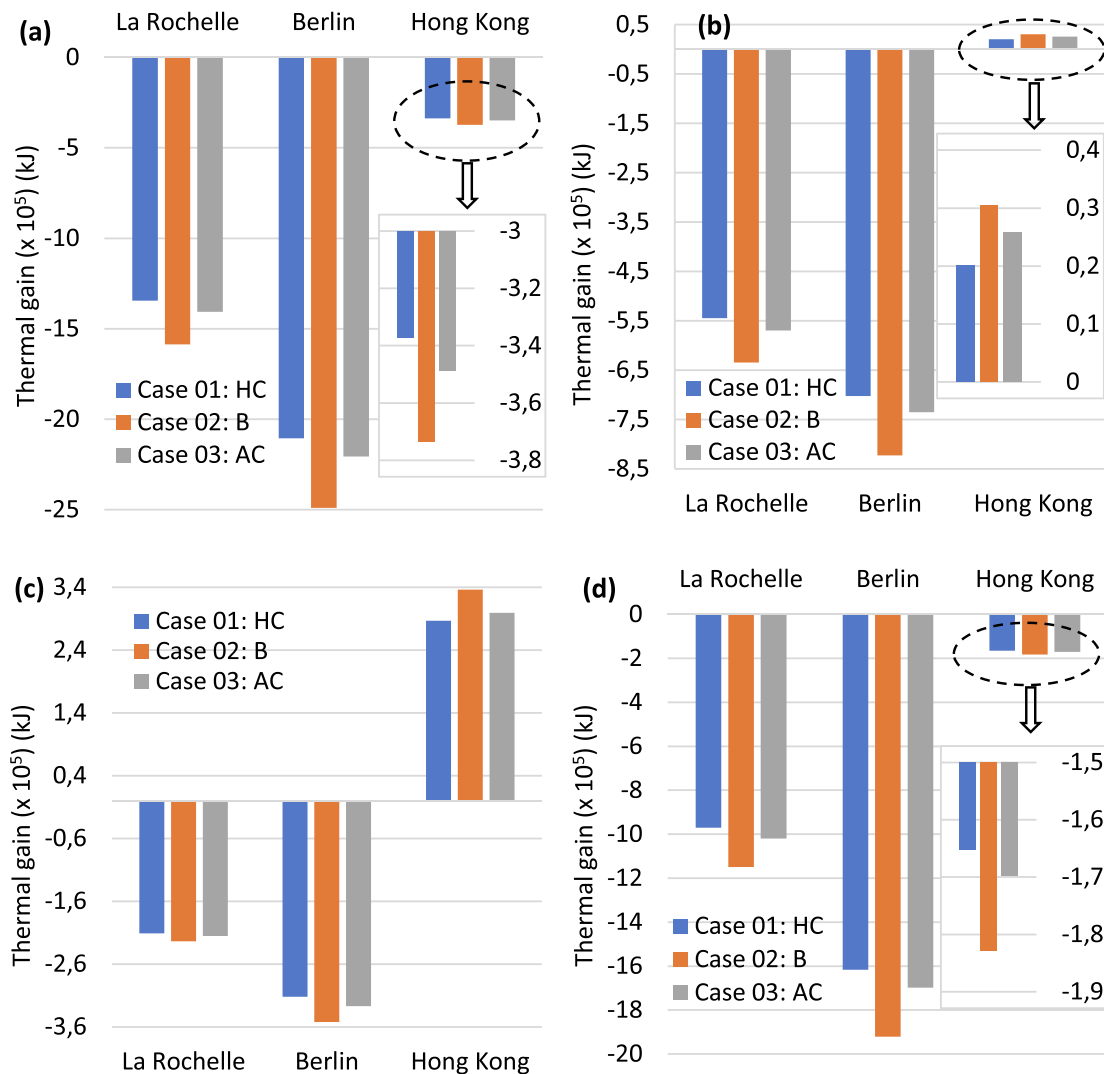 (a)
La Rochelle Berlin Hong Kong
Thermal gain (x 10⁵) (kJ)
0
-5
-10
-15
-20
-25
Case 01: HC
Case 02: B
Case 03: AC
-3
-3,2
-3,4
-3,6
-3,8
(b)
Thermal gain (x 10⁵) (kJ)
0,5
-0,5
-1,5
-2,5
-3,5
-4,5
-5,5
-6,5
-7,5
-8,5
0,4
0,3
0,2
0,1
0
Case 01: HC
Case 02: B
Case 03: AC
La Rochelle Berlin Hong Kong
(c)
Thermal gain (x 10⁵) (kJ)
3,4
2,4
1,4
0,4
-0,6
-1,6
-2,6
-3,6
Case 01: HC
Case 02: B
Case 03: AC
La Rochelle Berlin Hong Kong
(d)
La Rochelle Berlin Hong Kong
Thermal gain (x 10⁵) (kJ)
0
-2
-4
-6
-8
-10
-12
-14
-16
-18
-20
-1,5
-1,6
-1,7
-1,8
-1,9
Case 01: HC
Case 02: B
Case 03: AC